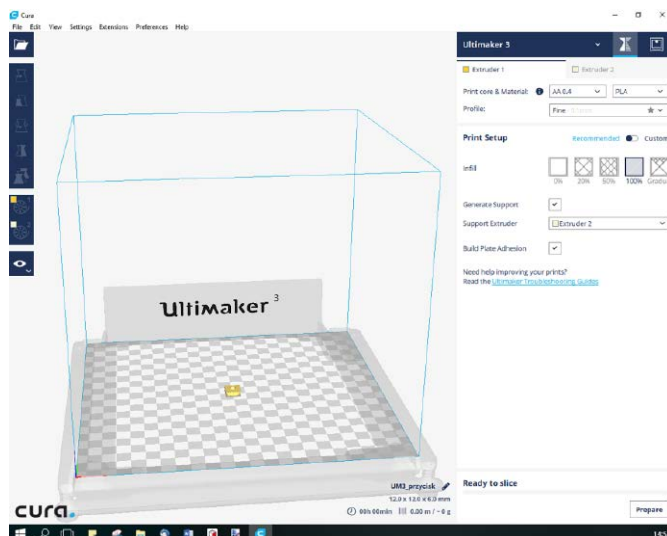 Cura
File Edit View Settings Extensions Preferences Help
Ultimaker 3
Extruder 1
Extruder 2
Print core & Material:
AA 0.4
PLA
Profile:
Fine
Print Setup
Recommended
Custom
Infill
0%
20%
50%
100%
Gradu
Generate Support
Support Extruder
Extruder 2
Build Plate Adhesion
Need help improving your prints?
Read the Ultimaker Troubleshooting Guides
Ultimaker 3
UM3_przycisk
12.0 x 12.0 x 6.0 mm
00h 00min
0.00 m / ~ 0 g
cura.
Ready to slice
Prepare